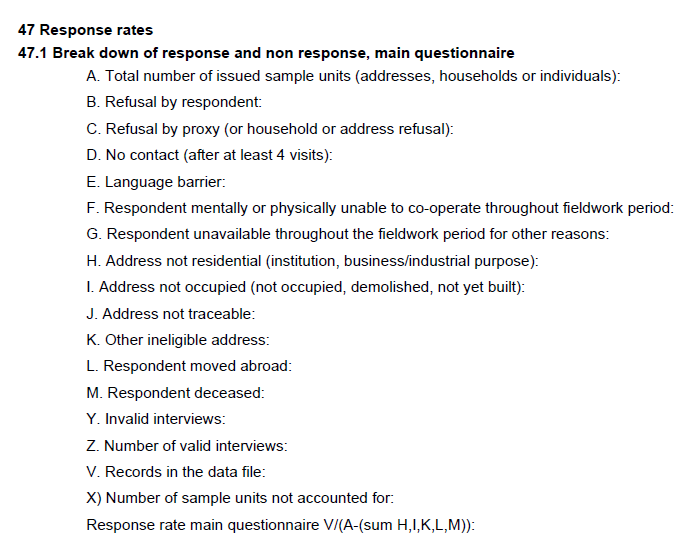 47 Response rates
47.1 Break down of response and non response, main questionnaire
A. Total number of issued sample units (addresses, households or individuals):
B. Refusal by respondent:
C. Refusal by proxy (or household or address refusal):
D. No contact (after at least 4 visits):
E. Language barrier:
F. Respondent mentally or physically unable to co-operate throughout fieldwork period:
G. Respondent unavailable throughout the fieldwork period for other reasons:
H. Address not residential (institution, business/industrial purpose):
I. Address not occupied (not occupied, demolished, not yet built):
J. Address not traceable:
K. Other ineligible address:
L. Respondent moved abroad:
M. Respondent deceased:
Y. Invalid interviews:
Z. Number of valid interviews:
V. Records in the data file:
X) Number of sample units not accounted for:
Response rate main questionnaire V/(A-(sum H,I,K,L,M)):